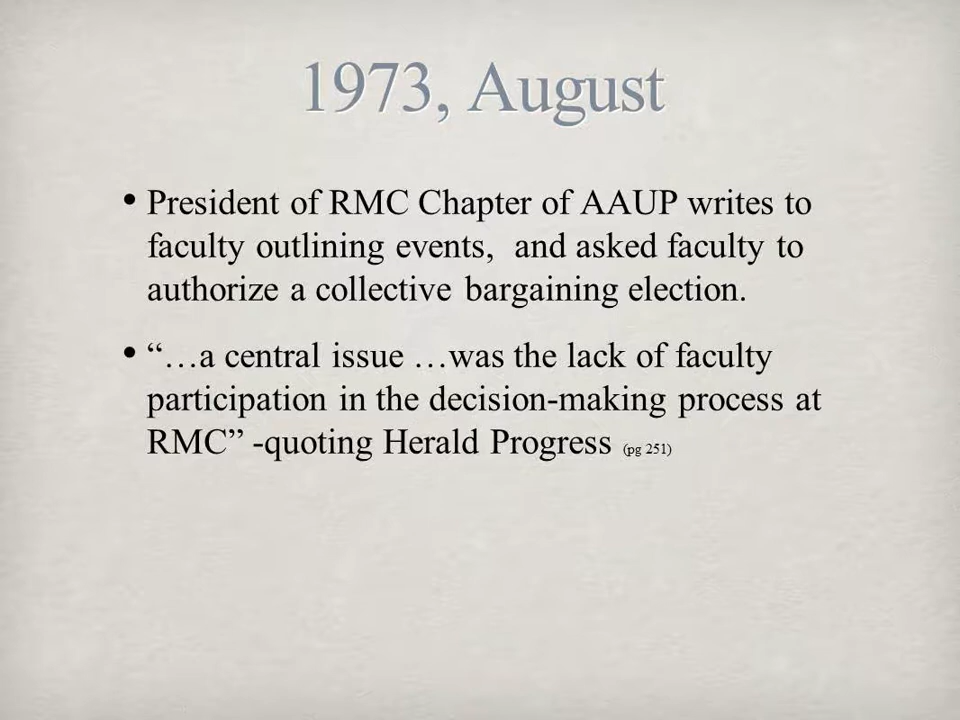 1973, August
• President of RMC Chapter of AAUP writes to
faculty outlining events,  and asked faculty to
authorize a collective bargaining election.
• “…a central issue …was the lack of faculty
participation in the decision-making process at
RMC” -quoting Herald Progress (pg 251)